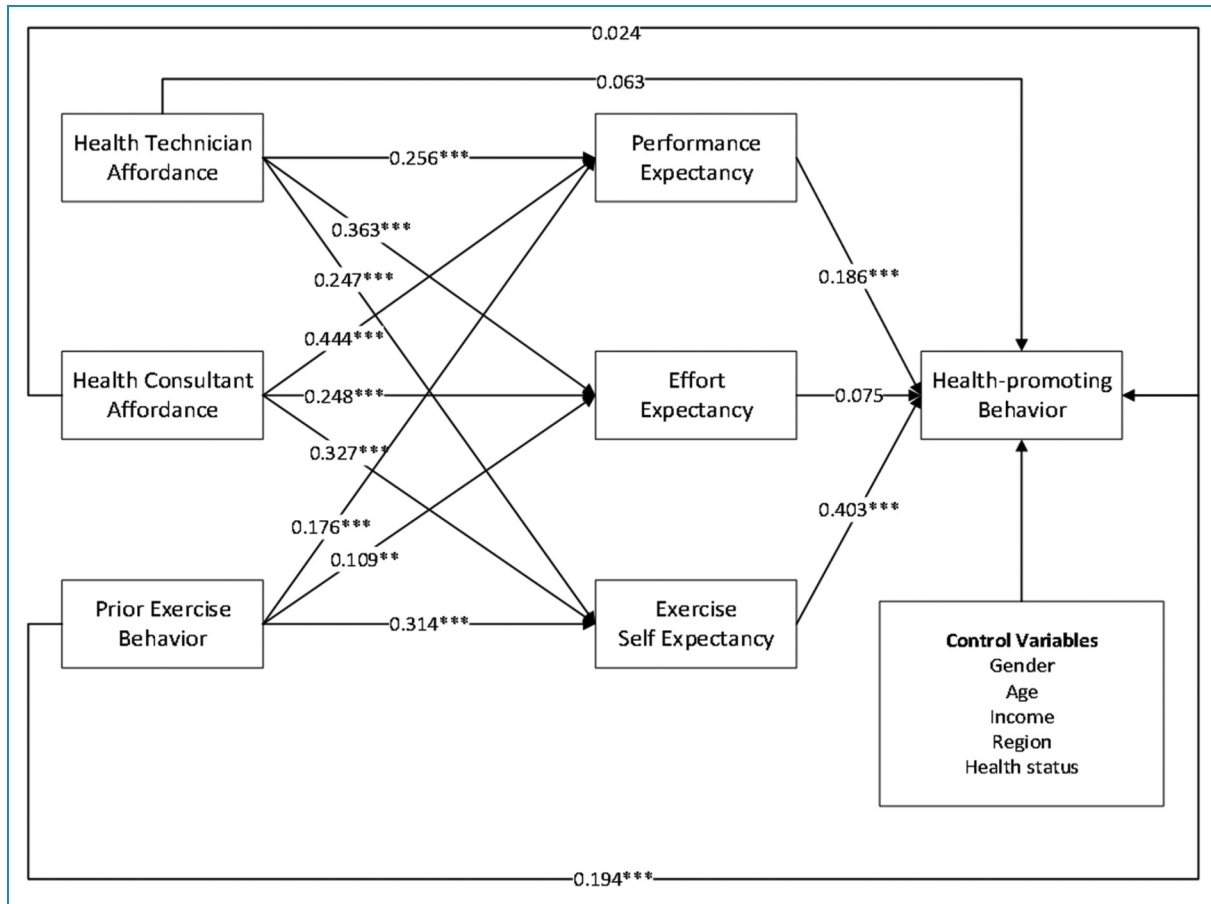 0.024
0.063
Health Technician
Affordance
0.256***
Performance
Expectancy
0.363***
0.247***
0.186***
0.444***
Health Consultant
Affordance
0.248***
Effort
Expectancy
0.075
Health-promoting
Behavior
0.327***
0.176***
0.403***
0.109**
Prior Exercise
Behavior
0.314***
Exercise
Self Expectancy
Control Variables
Gender
Age
Income
Region
Health status
0.194***